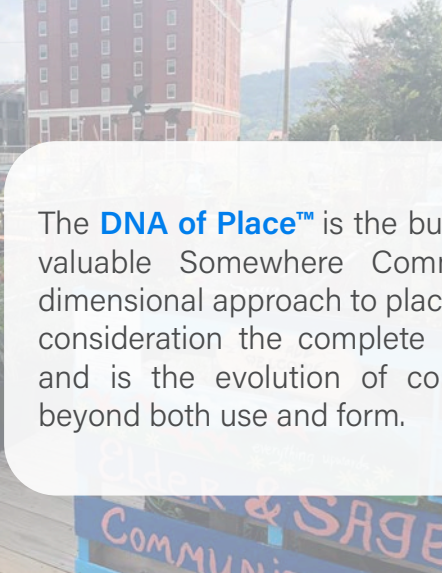 The DNA of Place™ is the bu
valuable Somewhere Comm
dimensional approach to plac
consideration the complete
and is the evolution of co
beyond both use and form.
ELDER & SAGE
COMMUNI